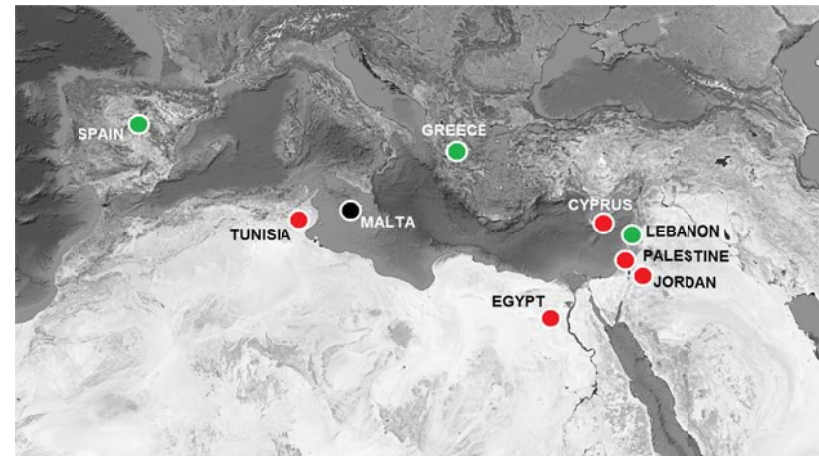 SPAIN
GREECE
CYPRUS
MALTA
TUNISIA
LEBANON
PALESTINE
JORDAN
EGYPT